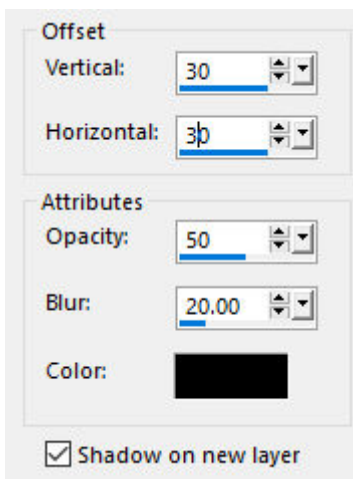 Offset
Vertical: 30
Horizontal: 30
Attributes
Opacity: 50
Blur: 20.00
Color:
Shadow on new layer